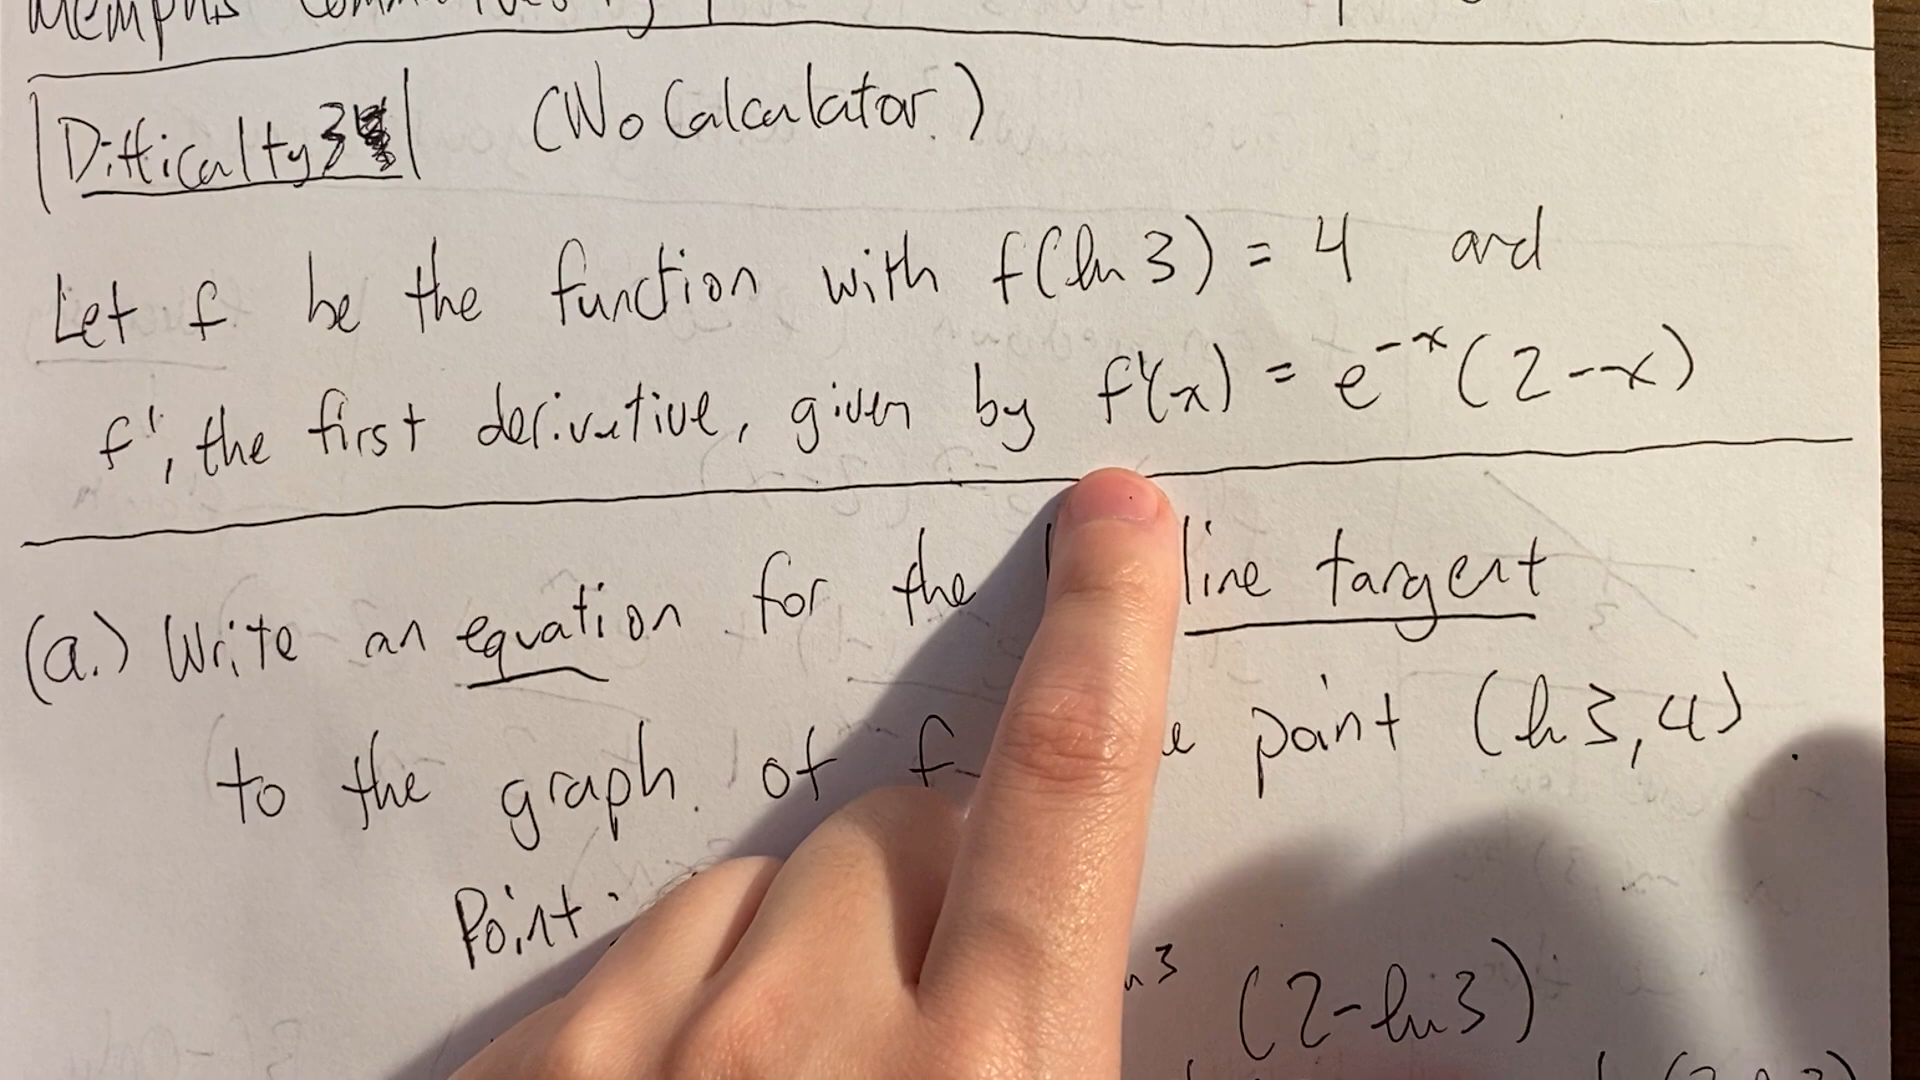 Memphis
Difficulty 3 (No Calculator.)
Let f be the function with f(ln 3) = 4 and
f', the first derivative, given by f'(x) = e^-x (2-x)
(a.) Write an equation for the line tangent
to the graph of f point (ln 3, 4).
Point:
(2-ln 3)